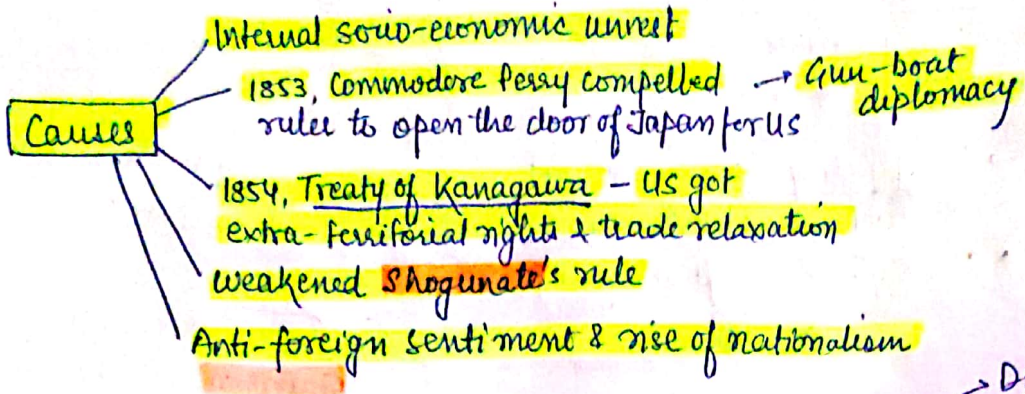 Internal socio-economic unrest
1853, Commodore Perry compelled → Gun-boat
diplomacy
ruler to open the door of Japan for US
Causes
1854, Treaty of Kanagawa - US got
extra-territorial rights & trade relaxation
weakened Shogunate's rule
Anti-foreign sentiment & rise of nationalism
→ D